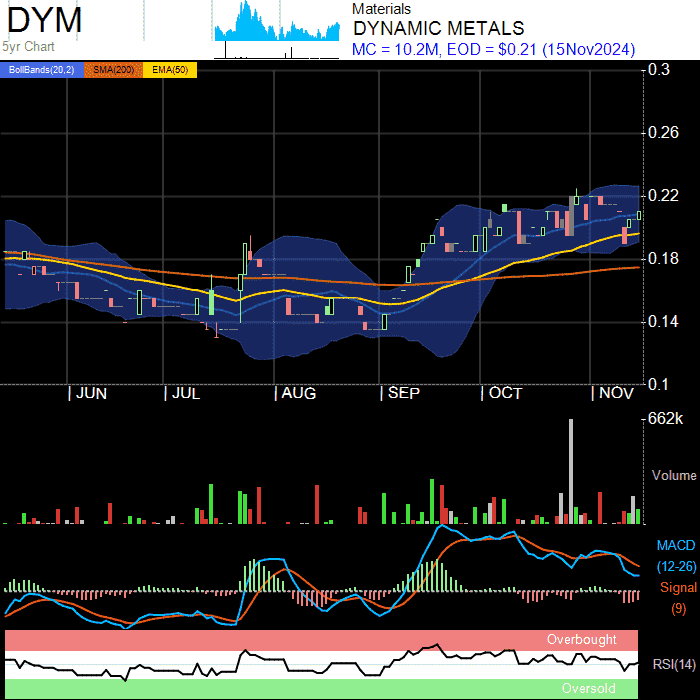 DYM
5yr Chart
Materials
DYNAMIC METALS
MC = 10.2M, EOD = $0.21 (15Nov2024)
BollBands(20,2) SMA(200) EMA(50)
0.3
0.26
0.22
0.18
0.14
0.1
JUN JUL AUG SEP OCT NOV
662k
Volume
MACD
(12-26)
Signal
(9)
Overbought
RSI(14)
Oversold